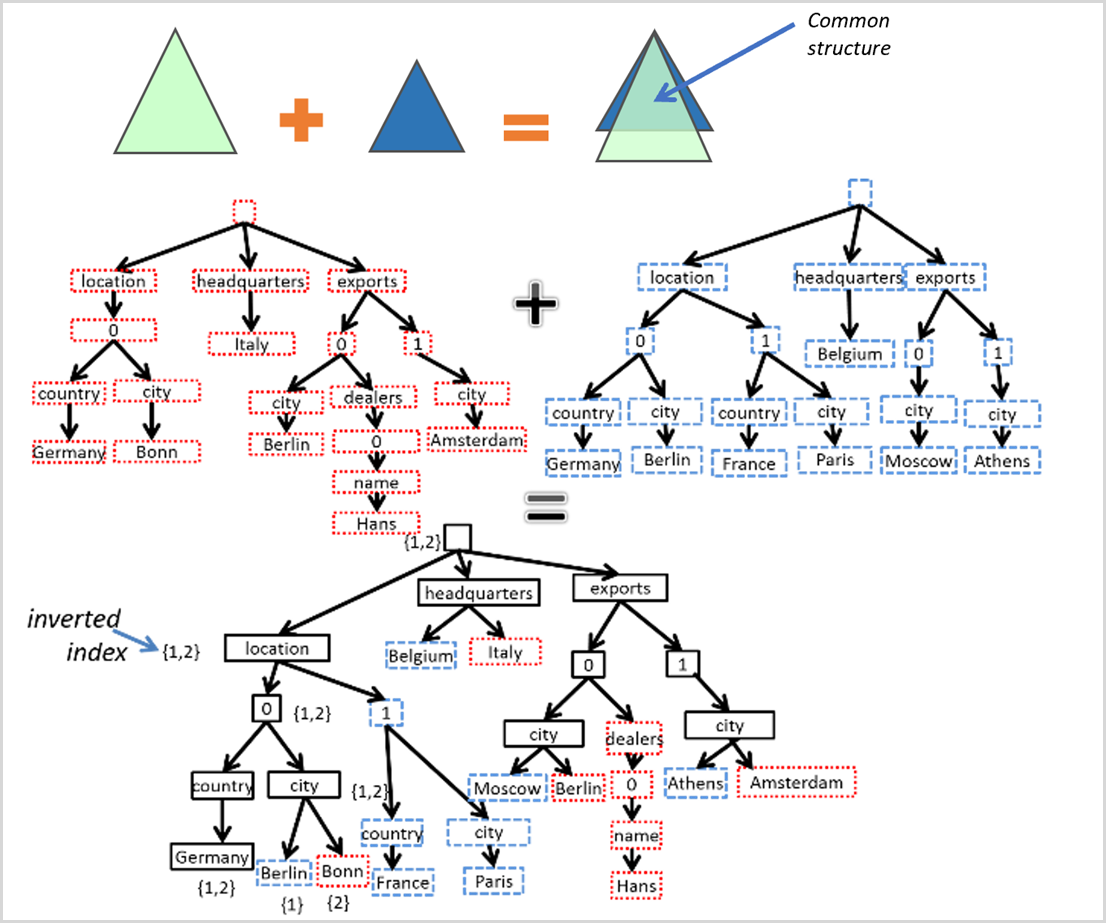 Common
structure
location
headquarters
exports
0
Italy
0
1
country
city
city
dealers
city
Germany
Bonn
Berlin
0
Amsterdam
name
Hans
location
headquarters
exports
0
1
Belgium
0
1
country
city
country
city
city
city
Germany
Berlin
France
Paris
Moscow
Athens
{1,2}
headquarters
exports
inverted
index
{1,2}
location
Belgium
Italy
0
1
0
{1,2}
1
city
dealers
city
country
city
{1,2}
Moscow
Berlin
0
Athens
Amsterdam
country
city
name
Germany
Berlin
Bonn
France
Paris
Hans
{1,2}
{1}
{2}